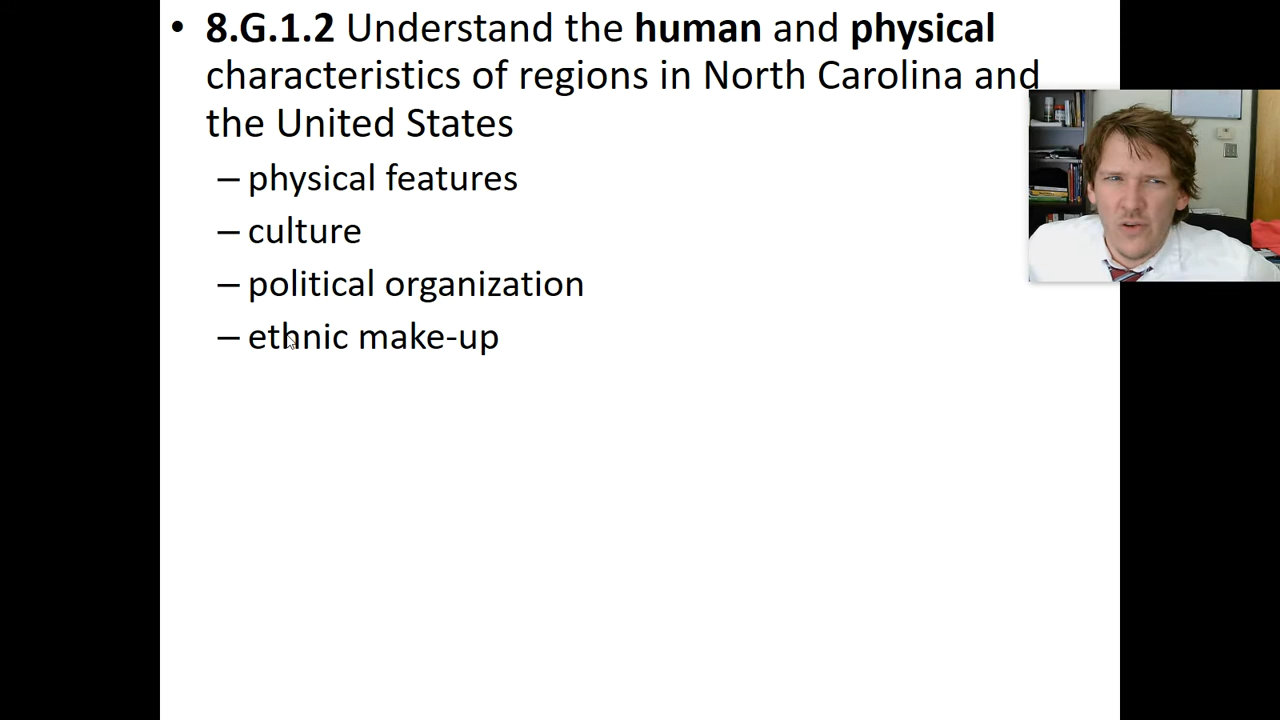 • 8.G.1.2 Understand the human and physical
characteristics of regions in North Carolina and
the United States
– physical features
– culture
– political organization
– ethnic make-up